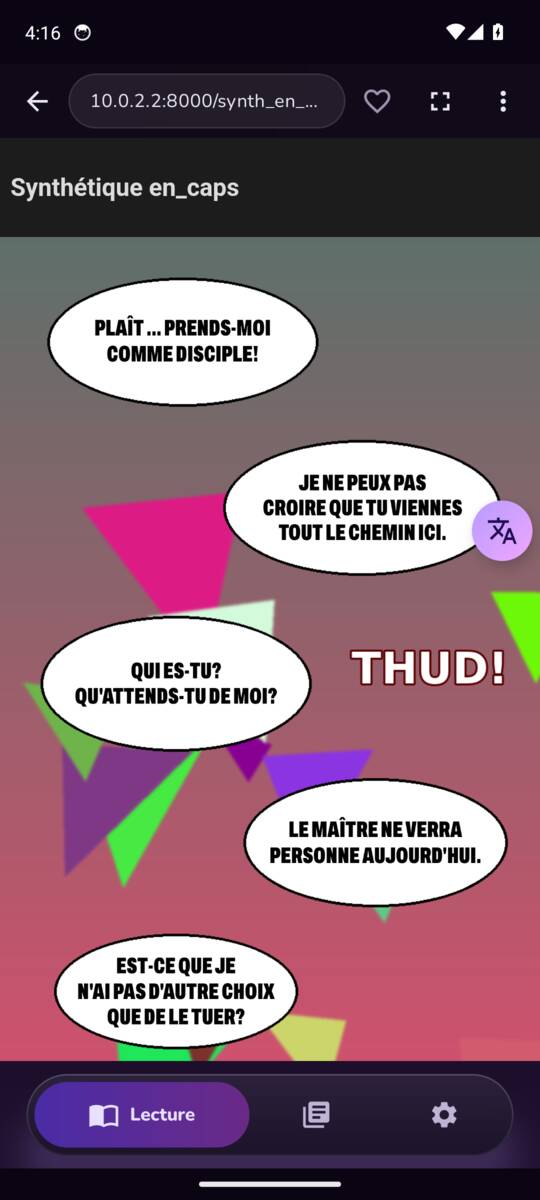 4:16
10.0.2.2:8000/synth_en_...
Synthétique en_caps
PLAÎT ... PRENDS-MOI
COMME DISCIPLE!
JE NE PEUX PAS
CROIRE QUE TU VIENNES
TOUT LE CHEMIN ICI.
QUI ES-TU?
QU'ATTENDS-TU DE MOI?
THUD!
LE MAÎTRE NE VERRA
PERSONNE AUJOURD'HUI.
EST-CE QUE JE
N'AI PAS D'AUTRE CHOIX
QUE DE LE TUER?
Lecture